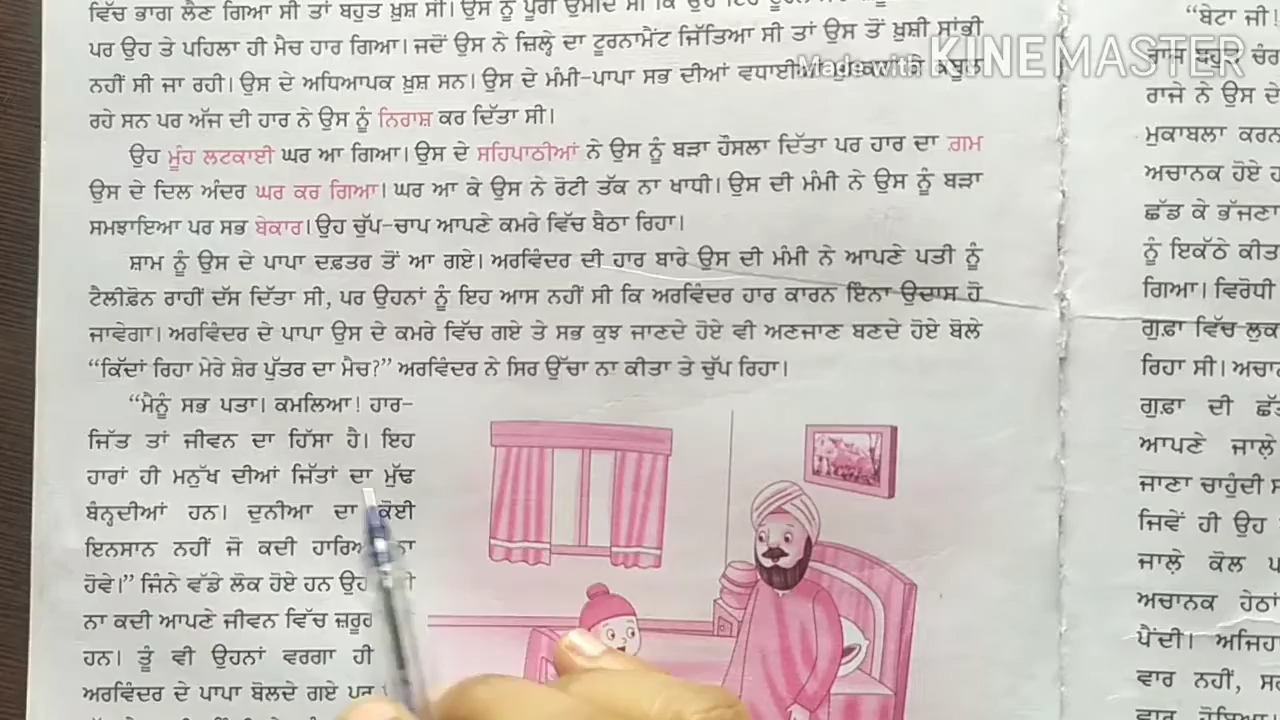 ਵਿੱਚ ਭਾਗ ਲੈਣ ਗਿਆ ਸੀ ਤਾਂ ਬਹੁਤ ਖ਼ੁਸ਼ ਸੀ। ਉਸ ਨੂੰ ਪੂਰੀ ਉਮੀਦ ਸੀ ਕਿ
ਪਰ ਉਹ ਤੇ ਪਹਿਲਾ ਹੀ ਮੈਚ ਹਾਰ ਗਿਆ। ਜਦੋਂ ਉਸ ਨੇ ਜ਼ਿਲ੍ਹੇ ਦਾ ਟੂਰਨਾਮੈਂਟ ਜਿੱਤਿਆ ਸੀ ਤਾਂ ਉਸ ਤੋਂ ਖ਼ੁਸ਼ੀ ਸਾਂਭੀ
ਨਹੀਂ ਸੀ ਜਾ ਰਹੀ। ਉਸ ਦੇ ਅਧਿਆਪਕ ਖ਼ੁਸ਼ ਸਨ। ਉਸ ਦੇ ਮੰਮੀ-ਪਾਪਾ ਸਭ ਦੀਆਂ ਵਧਾਈਆਂ ਕਬੂਲ
Made with KINEMASTER
ਰਹੇ ਸਨ ਪਰ ਅੱਜ ਦੀ ਹਾਰ ਨੇ ਉਸ ਨੂੰ ਨਿਰਾਸ਼ ਕਰ ਦਿੱਤਾ ਸੀ।
ਉਹ ਮੂੰਹ ਲਟਕਾਈ ਘਰ ਆ ਗਿਆ। ਉਸ ਦੇ ਸਹਿਪਾਠੀਆਂ ਨੇ ਉਸ ਨੂੰ ਬੜਾ ਹੌਸਲਾ ਦਿੱਤਾ ਪਰ ਹਾਰ ਦਾ ਗ਼ਮ
ਉਸ ਦੇ ਦਿਲ ਅੰਦਰ ਘਰ ਕਰ ਗਿਆ। ਘਰ ਆ ਕੇ ਉਸ ਨੇ ਰੋਟੀ ਤੱਕ ਨਾ ਖਾਧੀ। ਉਸ ਦੀ ਮੰਮੀ ਨੇ ਉਸ ਨੂੰ ਬੜਾ
ਸਮਝਾਇਆ ਪਰ ਸਭ ਬੇਕਾਰ। ਉਹ ਚੁੱਪ-ਚਾਪ ਆਪਣੇ ਕਮਰੇ ਵਿੱਚ ਬੈਠਾ ਰਿਹਾ।
ਸ਼ਾਮ ਨੂੰ ਉਸ ਦੇ ਪਾਪਾ ਦਫ਼ਤਰ ਤੋਂ ਆ ਗਏ। ਅਰਵਿੰਦਰ ਦੀ ਹਾਰ ਬਾਰੇ ਉਸ ਦੀ ਮੰਮੀ ਨੇ ਆਪਣੇ ਪਤੀ ਨੂੰ
ਟੈਲੀਫ਼ੋਨ ਰਾਹੀਂ ਦੱਸ ਦਿੱਤਾ ਸੀ, ਪਰ ਉਹਨਾਂ ਨੂੰ ਇਹ ਆਸ ਨਹੀਂ ਸੀ ਕਿ ਅਰਵਿੰਦਰ ਹਾਰ ਕਾਰਨ ਇਨਾ ਉਦਾਸ ਹੋ
ਜਾਵੇਗਾ। ਅਰਵਿੰਦਰ ਦੇ ਪਾਪਾ ਉਸ ਦੇ ਕਮਰੇ ਵਿੱਚ ਗਏ ਤੇ ਸਭ ਕੁਝ ਜਾਣਦੇ ਹੋਏ ਵੀ ਅਣਜਾਣ ਬਣਦੇ ਹੋਏ ਬੋਲੇ
“ਕਿੱਦਾਂ ਰਿਹਾ ਮੇਰੇ ਸ਼ੇਰ ਪੁੱਤਰ ਦਾ ਮੈਚ?” ਅਰਵਿੰਦਰ ਨੇ ਸਿਰ ਉੱਚਾ ਨਾ ਕੀਤਾ ਤੇ ਚੁੱਪ ਰਿਹਾ।
“ਮੈਨੂੰ ਸਭ ਪਤਾ। ਕਮਲਿਆ! ਹਾਰ-
ਜਿੱਤ ਤਾਂ ਜੀਵਨ ਦਾ ਹਿੱਸਾ ਹੈ। ਇਹ
ਹਾਰਾਂ ਹੀ ਮਨੁੱਖ ਦੀਆਂ ਜਿੱਤਾਂ ਦਾ ਮੁੱਢ
ਬੰਨ੍ਹਦੀਆਂ ਹਨ। ਦੁਨੀਆ ਦਾ ਕੋਈ
ਇਨਸਾਨ ਨਹੀਂ ਜੋ ਕਦੀ ਹਾਰਿਆ ਨਾ
ਹੋਵੇ।” ਜਿੰਨੇ ਵੱਡੇ ਲੋਕ ਹੋਏ ਹਨ ਉਹ
ਨਾ ਕਦੀ ਆਪਣੇ ਜੀਵਨ ਵਿੱਚ ਜ਼ਰੂਰ
ਹਨ। ਤੂੰ ਵੀ ਉਹਨਾਂ ਵਰਗਾ ਹੀ
ਅਰਵਿੰਦਰ ਦੇ ਪਾਪਾ ਬੋਲਦੇ ਗਏ ਪਰ
“ਬੇਟਾ ਜੀ!
ਰਾਜੇ ਨੇ ਉਸ ਦੇ
ਮੁਕਾਬਲਾ ਕਰਨ
ਅਚਾਨਕ ਹੋਏ
ਛੱਡ ਕੇ ਭੱਜਣਾ
ਨੂੰ ਇਕੱਠੇ ਕੀਤ
ਗਿਆ। ਵਿਰੋਧੀ
ਗੁਫ਼ਾ ਵਿੱਚ ਲੁਕ
ਰਿਹਾ ਸੀ। ਅਚਾ
ਗੁਫ਼ਾ ਦੀ ਛੱ
ਆਪਣੇ ਜਾਲ਼ੇ
ਜਾਣਾ ਚਾਹੁੰਦੀ
ਜਿਵੇਂ ਹੀ ਉਹ
ਜਾਲ਼ੇ ਕੋਲ
ਅਚਾਨਕ ਹੇਠਾਂ
ਪੈਂਦੀ। ਅਜਿਹਾ
ਵਾਰ ਨਹੀਂ,